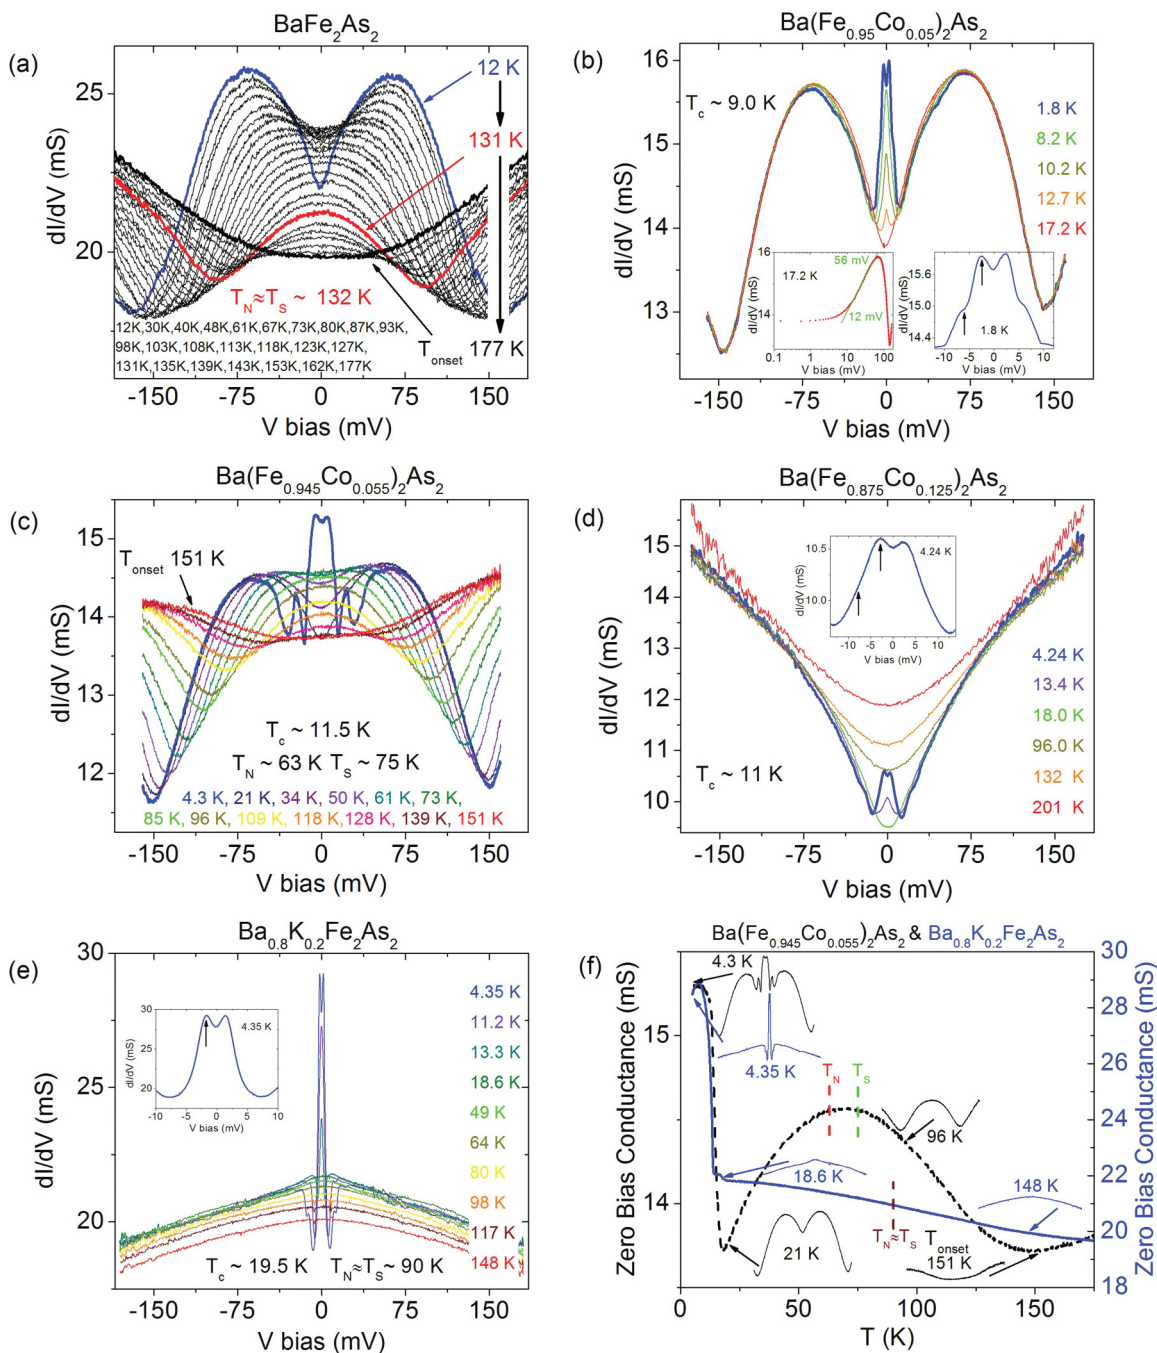 BaFe2As2
(a)
12 K
131 K
TN≈TS ~ 132 K
12K,30K,40K,48K,61K,67K,73K,80K,87K,93K,
98K,103K,108K,113K,118K,123K,127K,
131K,135K,139K,143K,153K,162K,177K
Tonset 177 K
25
20
dI/dV (mS)
-150 -75 0 75 150
V bias (mV)
Ba(Fe0.95Co0.05)2As2
(b)
Tc ~ 9.0 K
1.8 K
8.2 K
10.2 K
12.7 K
17.2 K
16
15
14
13
dI/dV (mS)
-150 -75 0 75 150
V bias (mV)
17.2 K
56 mV
12 mV
16
14
dI/dV (mS)
0.1 1 10 100
V bias (mV)
1.8 K
15.6
15.0
14.4
dI/dV (mS)
-10 -5 0 5 10
V bias (mV)
Ba(Fe0.945Co0.055)2As2
(c)
Tonset 151 K
Tc ~ 11.5 K
TN ~ 63 K TS ~ 75 K
4.3 K, 21 K, 34 K, 50 K, 61 K, 73 K,
85 K, 96 K, 109 K, 118 K, 128 K, 139 K, 151 K
15
14
13
12
dI/dV (mS)
-150 -75 0 75 150
V bias (mV)
Ba(Fe0.875Co0.125)2As2
(d)
Tc ~ 11 K
4.24 K
13.4 K
18.0 K
96.0 K
132 K
201 K
15
14
13
12
11
10
dI/dV (mS)
-150 -75 0 75 150
V bias (mV)
4.24 K
10.5
10.0
dI/dV (mS)
-10 -5 0 5 10
V bias (mV)
Ba0.8K0.2Fe2As2
(e)
4.35 K
11.2 K
13.3 K
18.6 K
49 K
64 K
80 K
98 K
117 K
148 K
Tc ~ 19.5 K TN≈TS~ 90 K
30
25
20
dI/dV (mS)
-150 -75 0 75 150
V bias (mV)
4.35 K
30
28
25
23
20
18
dI/dV (mS)
-10 -5 0 5 10
V bias (mV)
Ba(Fe0.945Co0.055)2As2 & Ba0.8K0.2Fe2As2
(f)
4.3 K
4.35 K
TN TS
96 K
18.6 K
148 K
21 K
TN≈TS
Tonset
151 K
15
14
Zero Bias Conductance (mS)
30
28
26
24
22
20
18
Zero Bias Conductance (mS)
0 50 100 150
T (K)